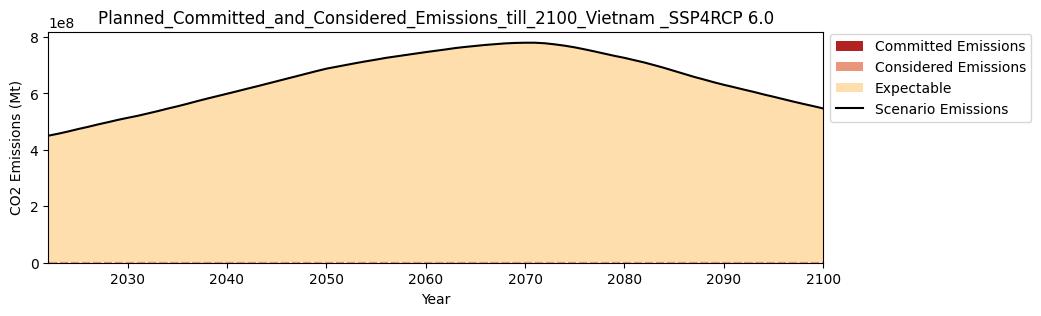 Planned_Committed_and_Considered_Emissions_till_2100_Vietnam _SSP4RCP 6.0
1e8
8
6
4
2
0
CO2 Emissions (Mt)
2030 2040 2050 2060 2070 2080 2090 2100
Year
Committed Emissions
Considered Emissions
Expectable
Scenario Emissions